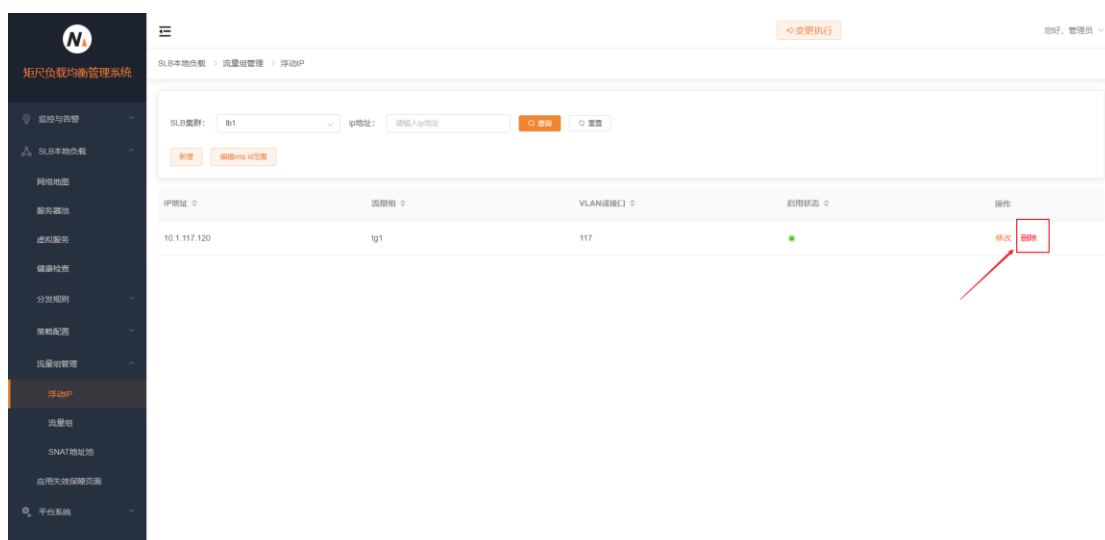 变更执行
您好，管理员
矩尺负载均衡管理系统
SLB本地负载 > 流量组管理 > 浮动IP
监控与告警
SLB本地负载
网络地图
服务器池
虚拟服务
健康检查
分发规则
策略配置
流量组管理
浮动IP
流量组
SNAT地址池
应用失效保障页面
平台系统
SLB集群： lb1 ip地址： 请输入ip地址 查询 重置
新增 编辑vrrp id范围
IP地址 流量组 VLAN或接口 启用状态 操作
10.1.117.120 tg1 117 修改 删除